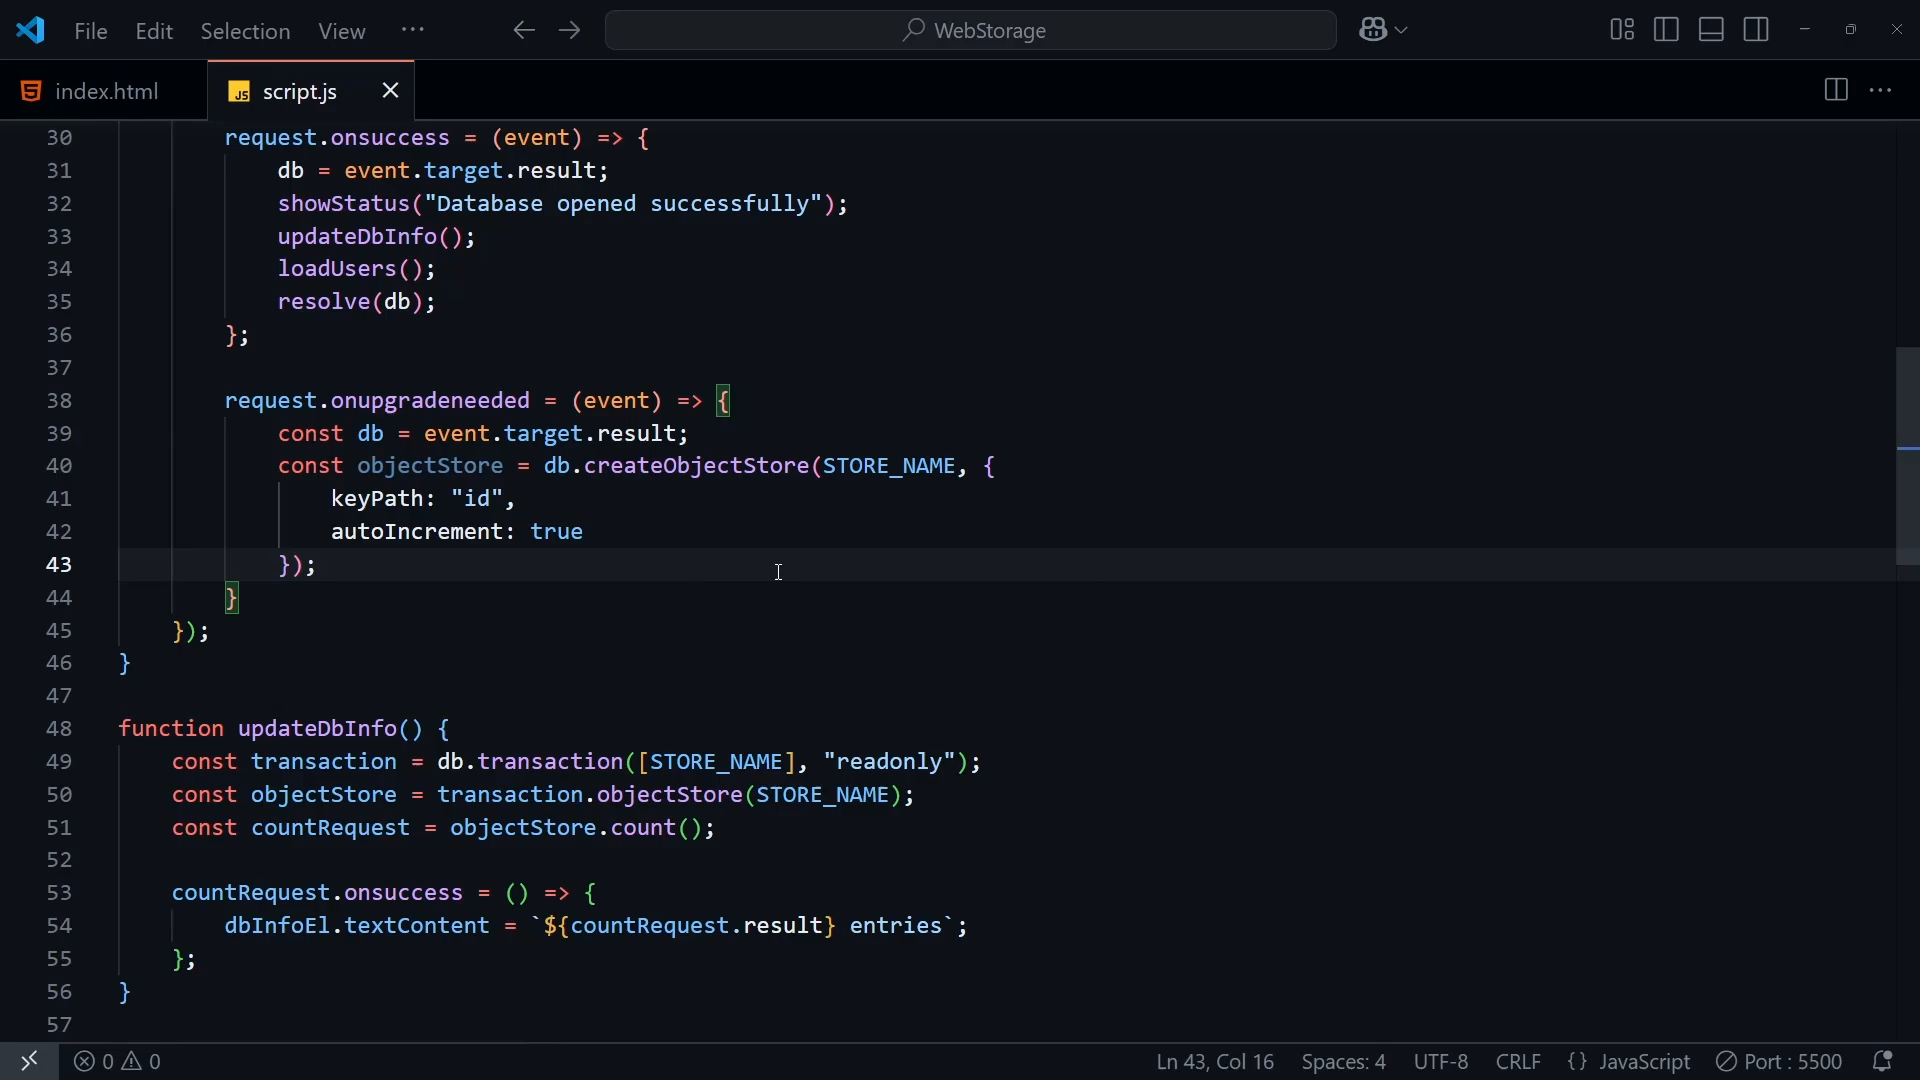 File Edit Selection View ··· WebStorage
index.html JS script.js
30 request.onsuccess = (event) => {
31 db = event.target.result;
32 showStatus("Database opened successfully");
33 updateDbInfo();
34 loadUsers();
35 resolve(db);
36 };
37
38 request.onupgradeneeded = (event) => {
39 const db = event.target.result;
40 const objectStore = db.createObjectStore(STORE_NAME, {
41 keyPath: "id",
42 autoIncrement: true
43 });
44 }
45 });
46 }
47
48 function updateDbInfo() {
49 const transaction = db.transaction([STORE_NAME], "readonly");
50 const objectStore = transaction.objectStore(STORE_NAME);
51 const countRequest = objectStore.count();
52
53 countRequest.onsuccess = () => {
54 dbInfoEl.textContent = `${countRequest.result} entries`;
55 };
56 }
57
0 0 Ln 43, Col 16 Spaces: 4 UTF-8 CRLF {} JavaScript Port : 5500